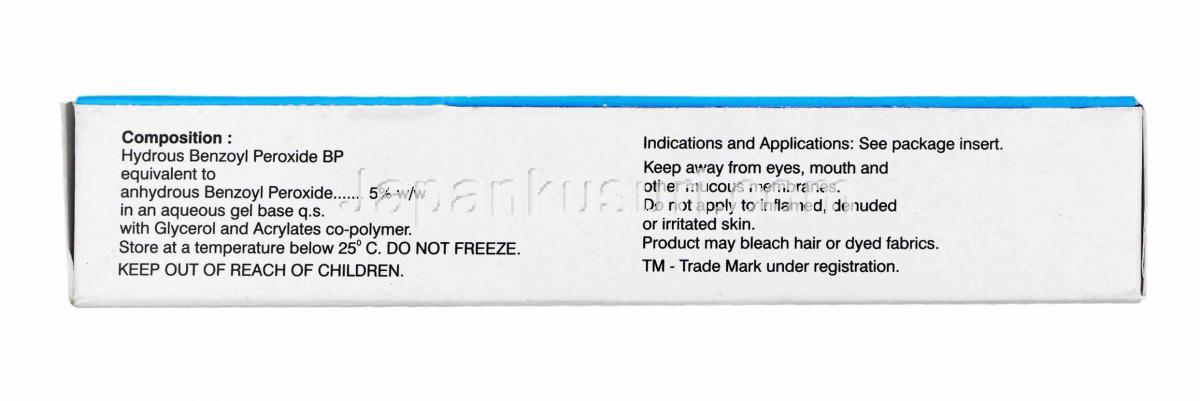 Composition :
Hydrous Benzoyl Peroxide BP
equivalent to
anhydrous Benzoyl Peroxide...... 5% w/w
in an aqueous gel base q.s.
with Glycerol and Acrylates co-polymer.
Store at a temperature below 25⁰ C. DO NOT FREEZE.
KEEP OUT OF REACH OF CHILDREN.
Indications and Applications: See package insert.
Keep away from eyes, mouth and
other mucous membranes.
Do not apply to inflamed, denuded
or irritated skin.
Product may bleach hair or dyed fabrics.
TM - Trade Mark under registration.